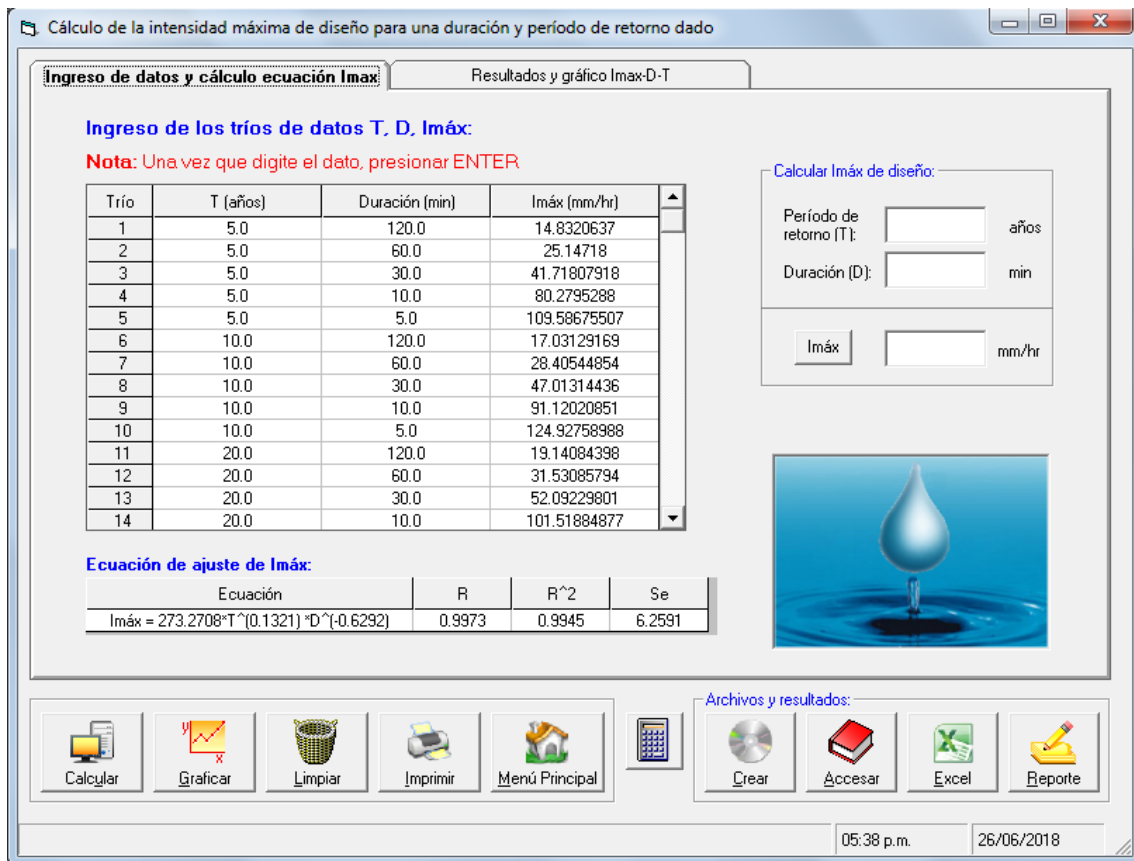 Cálculo de la intensidad máxima de diseño para una duración y período de retorno dado
Ingreso de datos y cálculo ecuación Imax
Resultados y gráfico Imax-D-T
Ingreso de los tríos de datos T, D, Imáx:
Nota: Una vez que digite el dato, presionar ENTER
Trío T (años) Duración (min) Imáx (mm/hr)
1 5.0 120.0 14.8320637
2 5.0 60.0 25.14718
3 5.0 30.0 41.71807918
4 5.0 10.0 80.2795288
5 5.0 5.0 109.58675507
6 10.0 120.0 17.03129169
7 10.0 60.0 28.40544854
8 10.0 30.0 47.01314436
9 10.0 10.0 91.12020851
10 10.0 5.0 124.92758988
11 20.0 120.0 19.14084398
12 20.0 60.0 31.53085794
13 20.0 30.0 52.09229801
14 20.0 10.0 101.51884877
Calcular Imáx de diseño:
Período de
retorno (T):
años
Duración (D):
min
Imáx
mm/hr
Ecuación de ajuste de Imáx:
Ecuación R R^2 Se
Imáx = 273.2708*T^(0.1321) *D^(-0.6292) 0.9973 0.9945 6.2591
Calcular
Graficar
Limpiar
Imprimir
Menú Principal
Archivos y resultados:
Crear
Accesar
Excel
Reporte
05:38 p.m.
26/06/2018